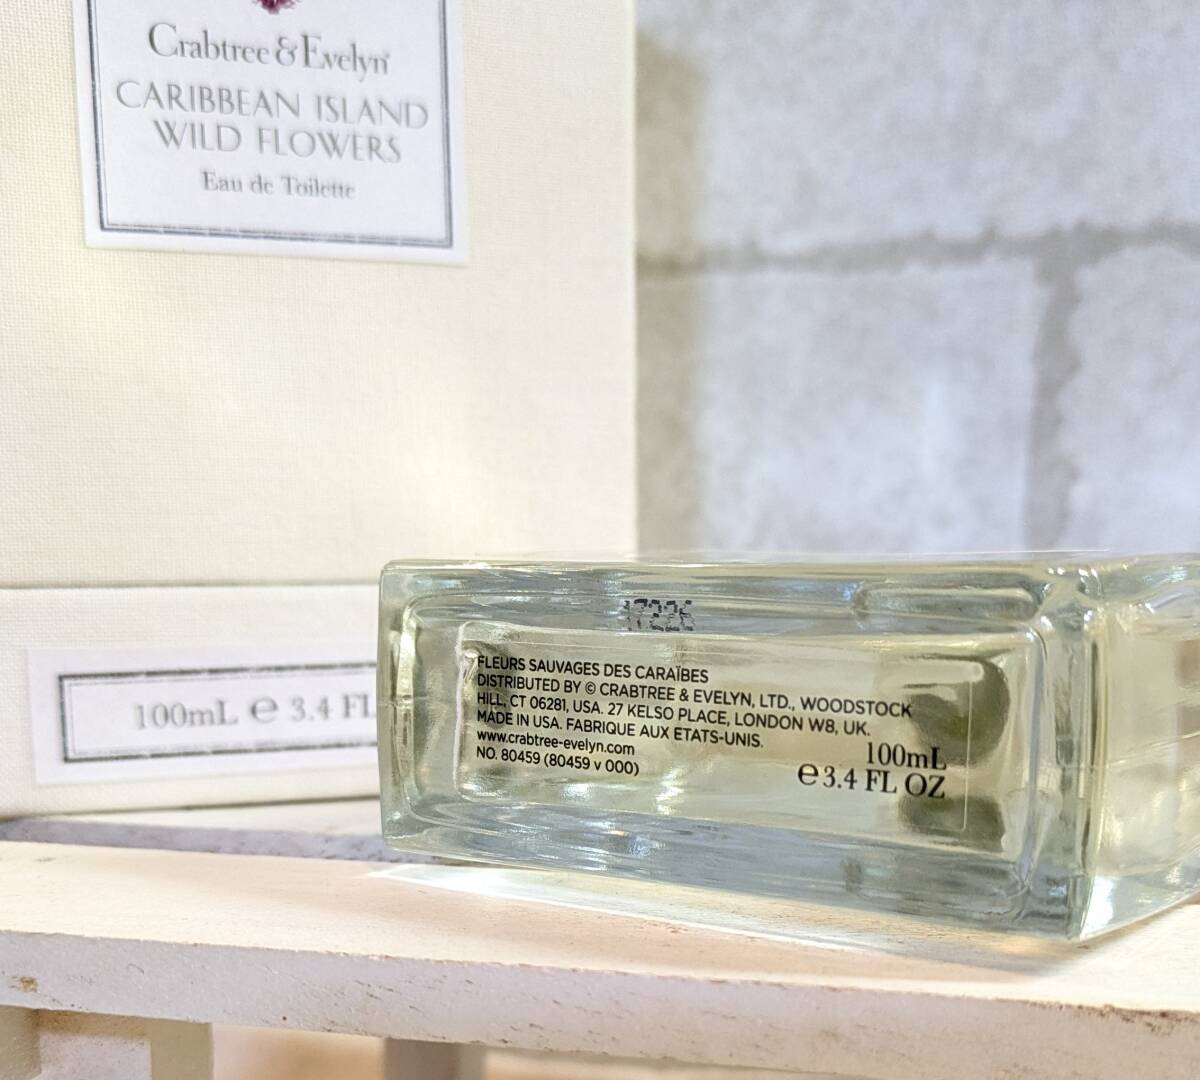 Crabtree & Evelyn®
CARIBBEAN ISLAND
WILD FLOWERS
Eau de Toilette
100mL ℮ 3.4 FL
17226
FLEURS SAUVAGES DES CARAÏBES
DISTRIBUTED BY © CRABTREE & EVELYN, LTD., WOODSTOCK
HILL, CT 06281, USA. 27 KELSO PLACE, LONDON W8, UK.
MADE IN USA. FABRIQUE AUX ETATS-UNIS.
www.crabtree-evelyn.com
NO. 80459 (80459 v 000)
100mL
℮ 3.4 FL OZ